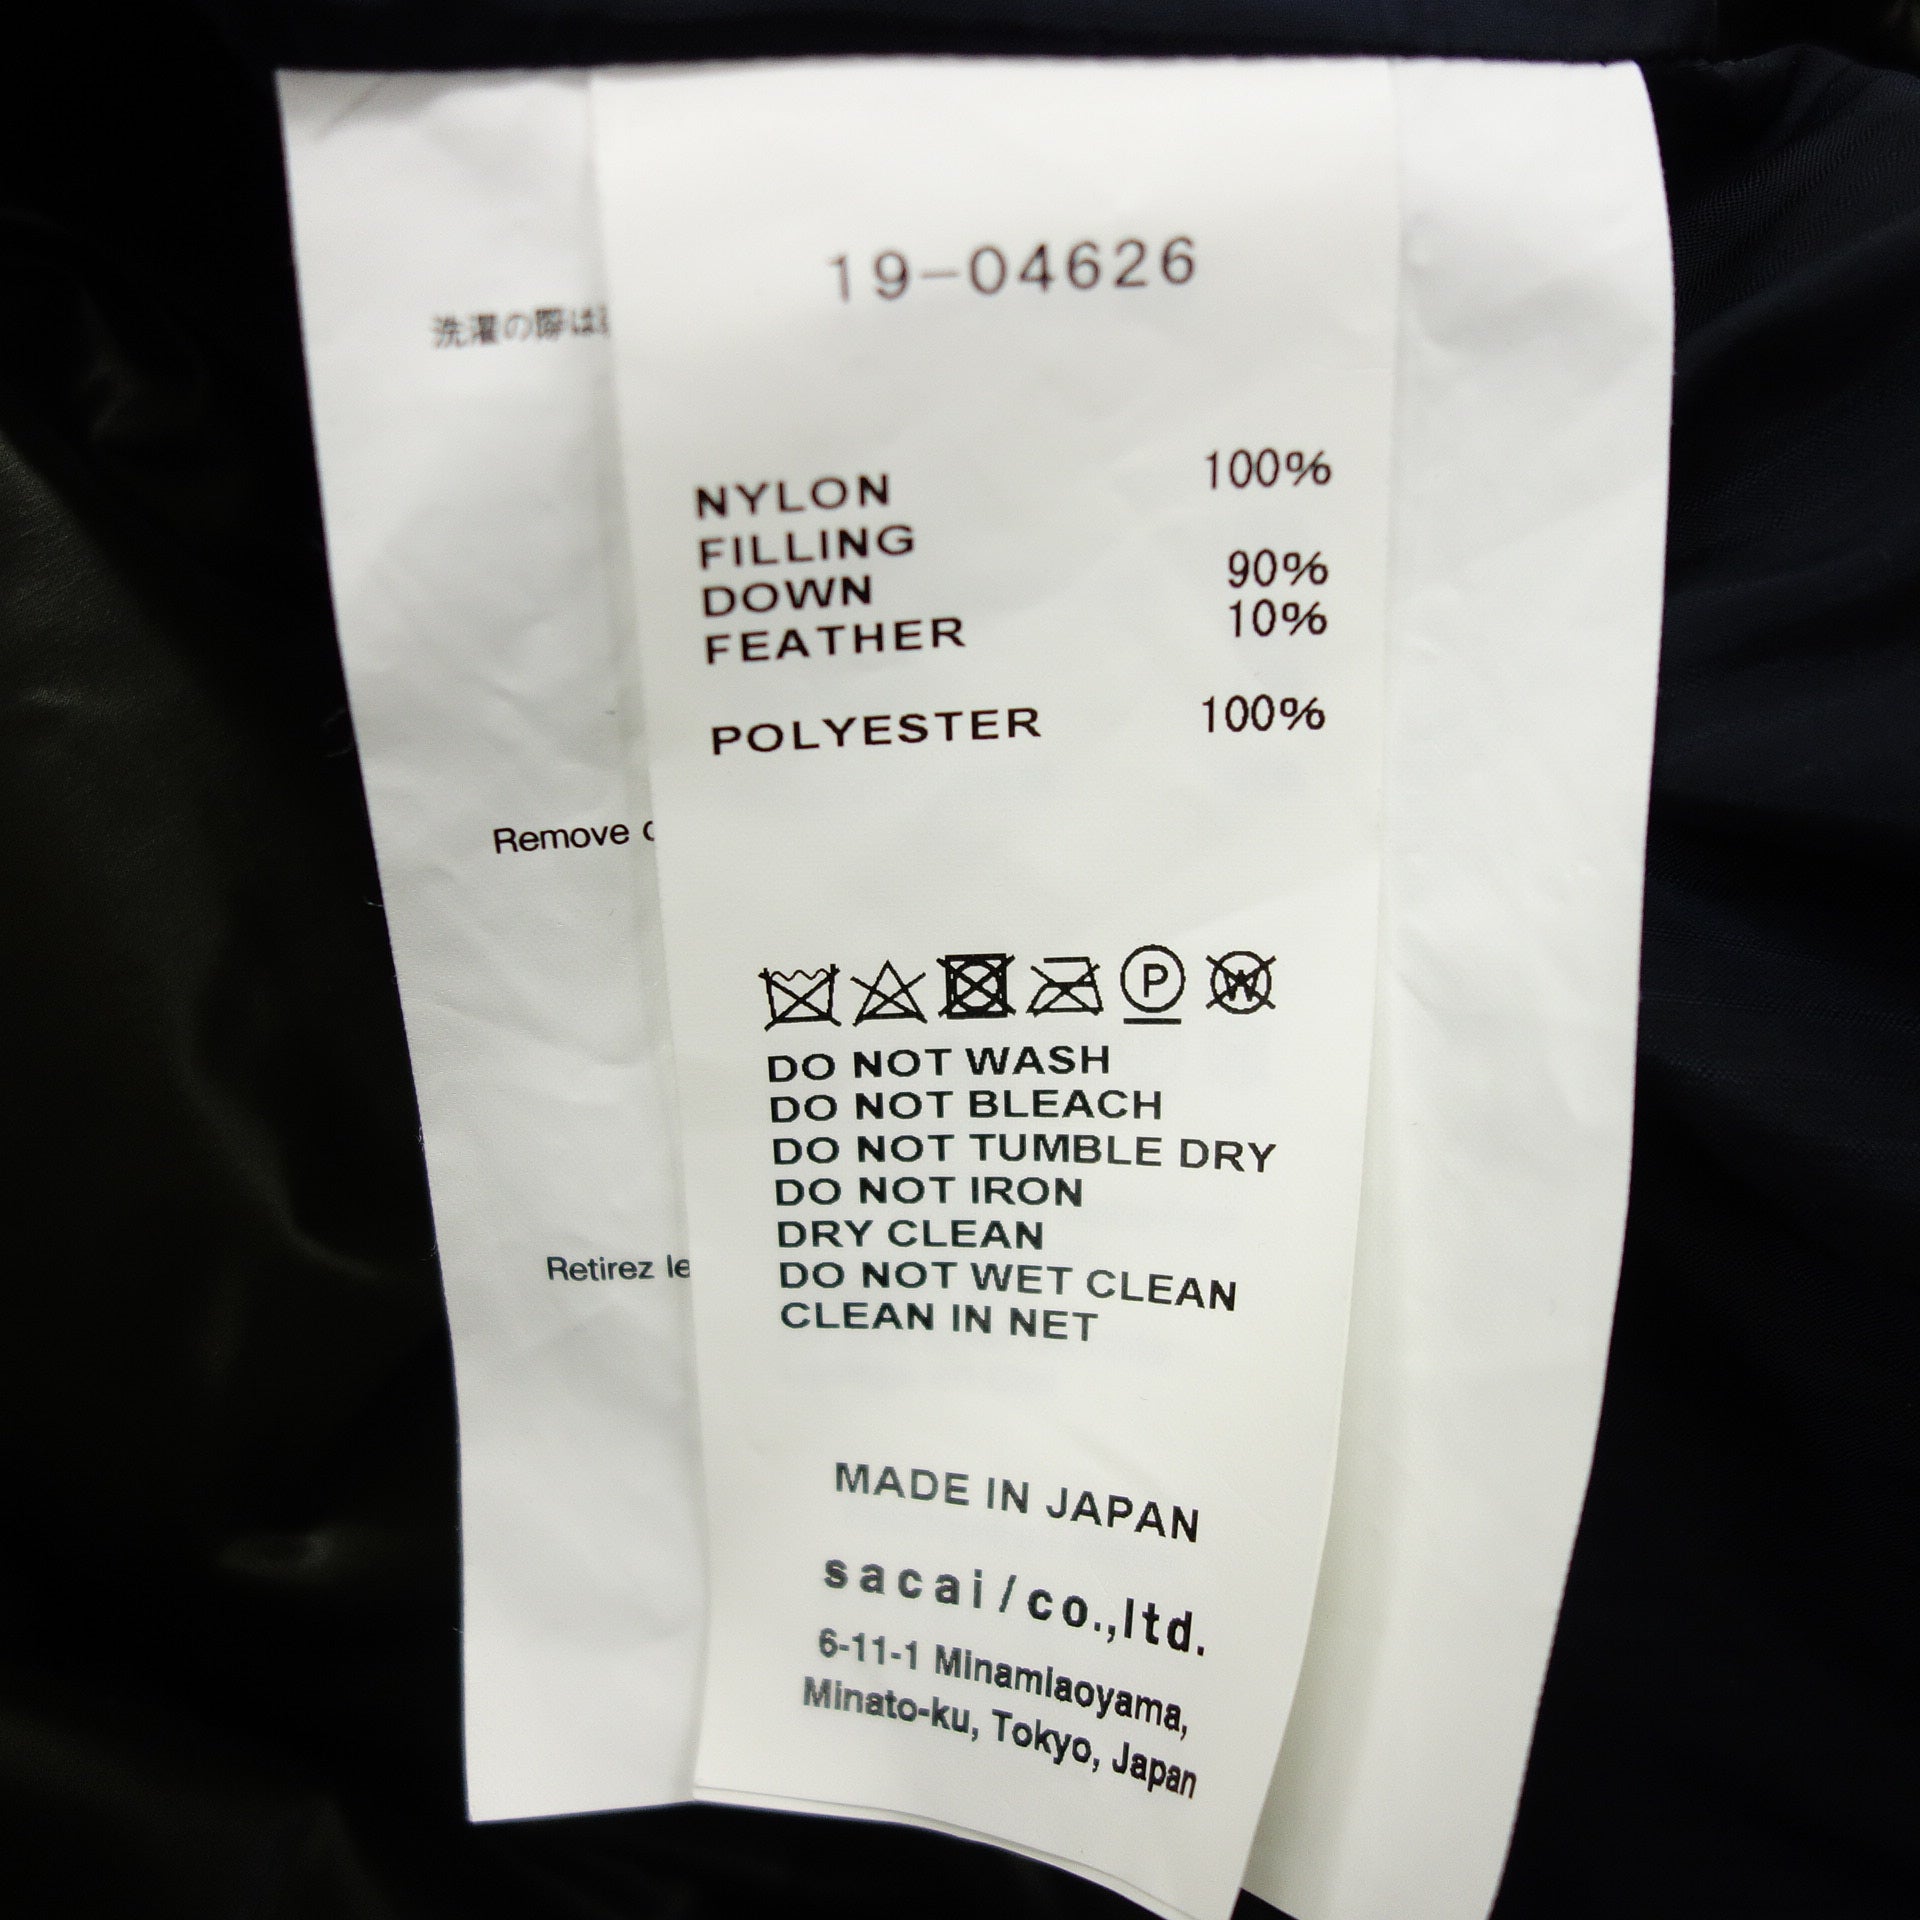 19-04626
洗濯の際は
NYLON 100%
FILLING
DOWN 90%
FEATHER 10%
POLYESTER 100%
Remove
P
W
DO NOT WASH
DO NOT BLEACH
DO NOT TUMBLE DRY
DO NOT IRON
DRY CLEAN
Retirez le
DO NOT WET CLEAN
CLEAN IN NET
MADE IN JAPAN
sacai/co.,ltd.
6-11-1 Minamiaoyama,
Minato-ku, Tokyo, Japan